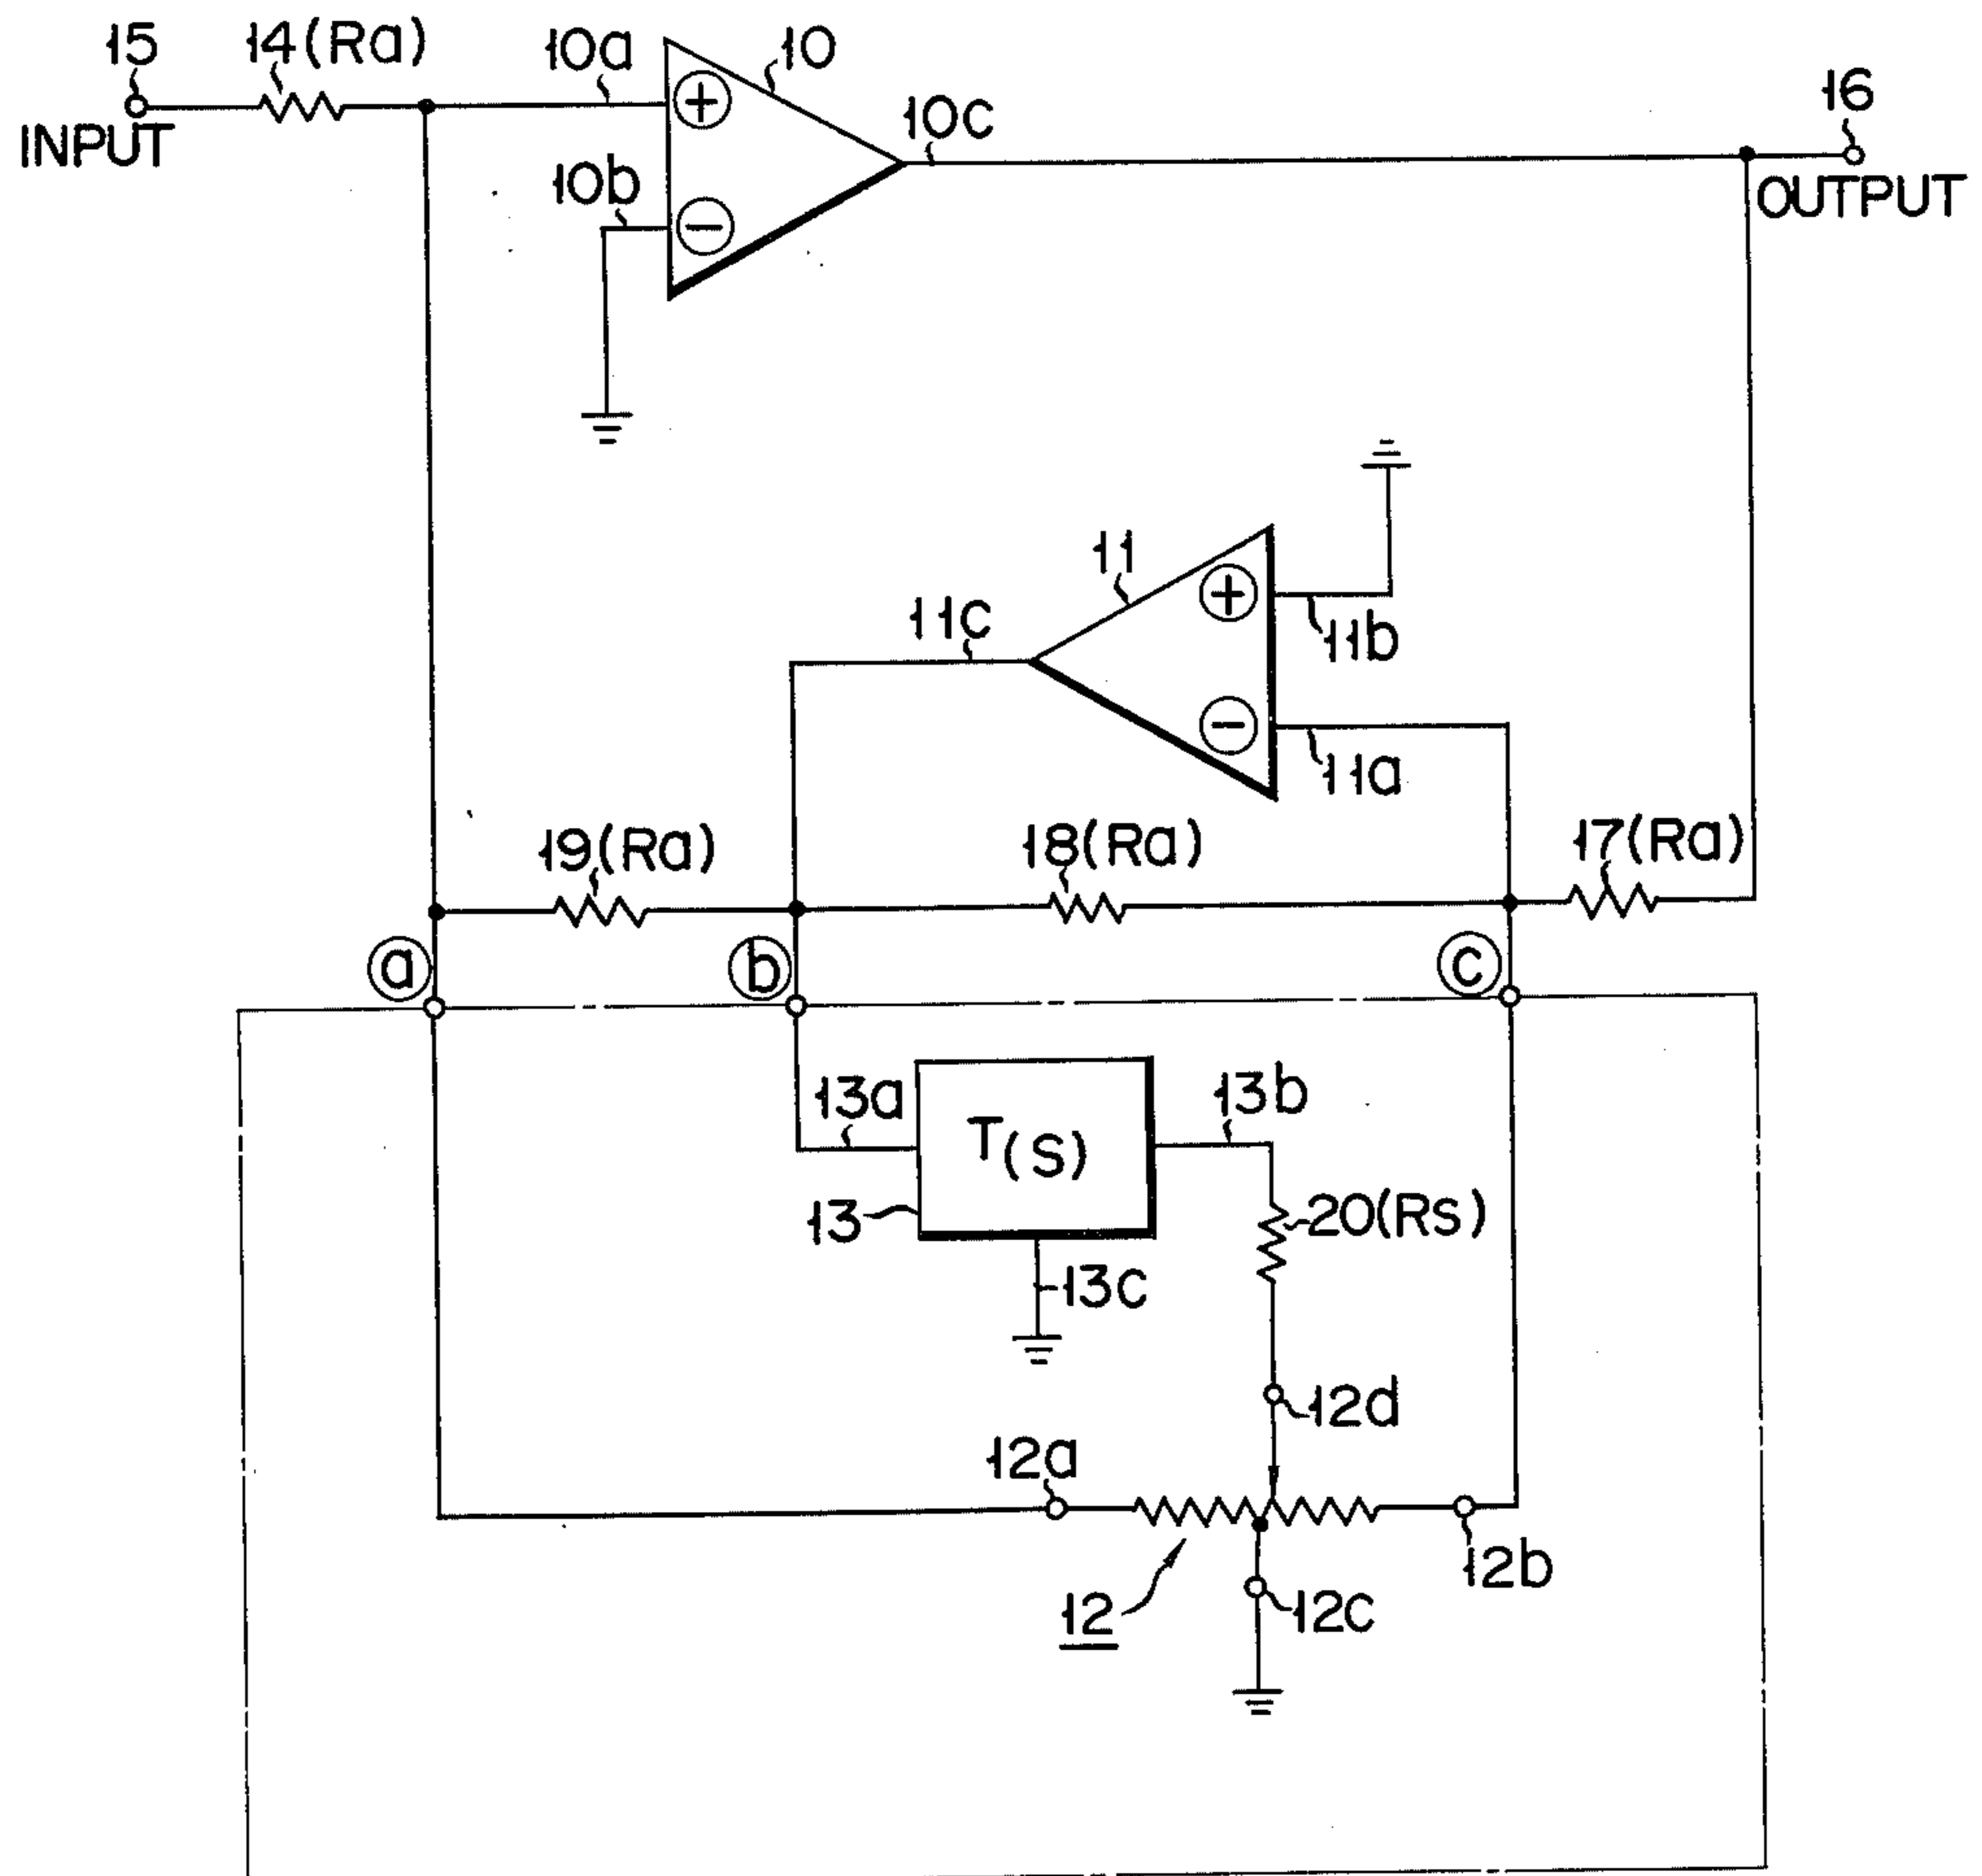 15
14(Ra)
10a
10
10c
16
INPUT
10b
OUTPUT
+
−
11
11c
+
11b
−
11a
19(Ra)
18(Ra)
17(Ra)
a
b
c
13a
T(S)
13b
13
20(Rs)
13c
12d
12a
12b
12
12c